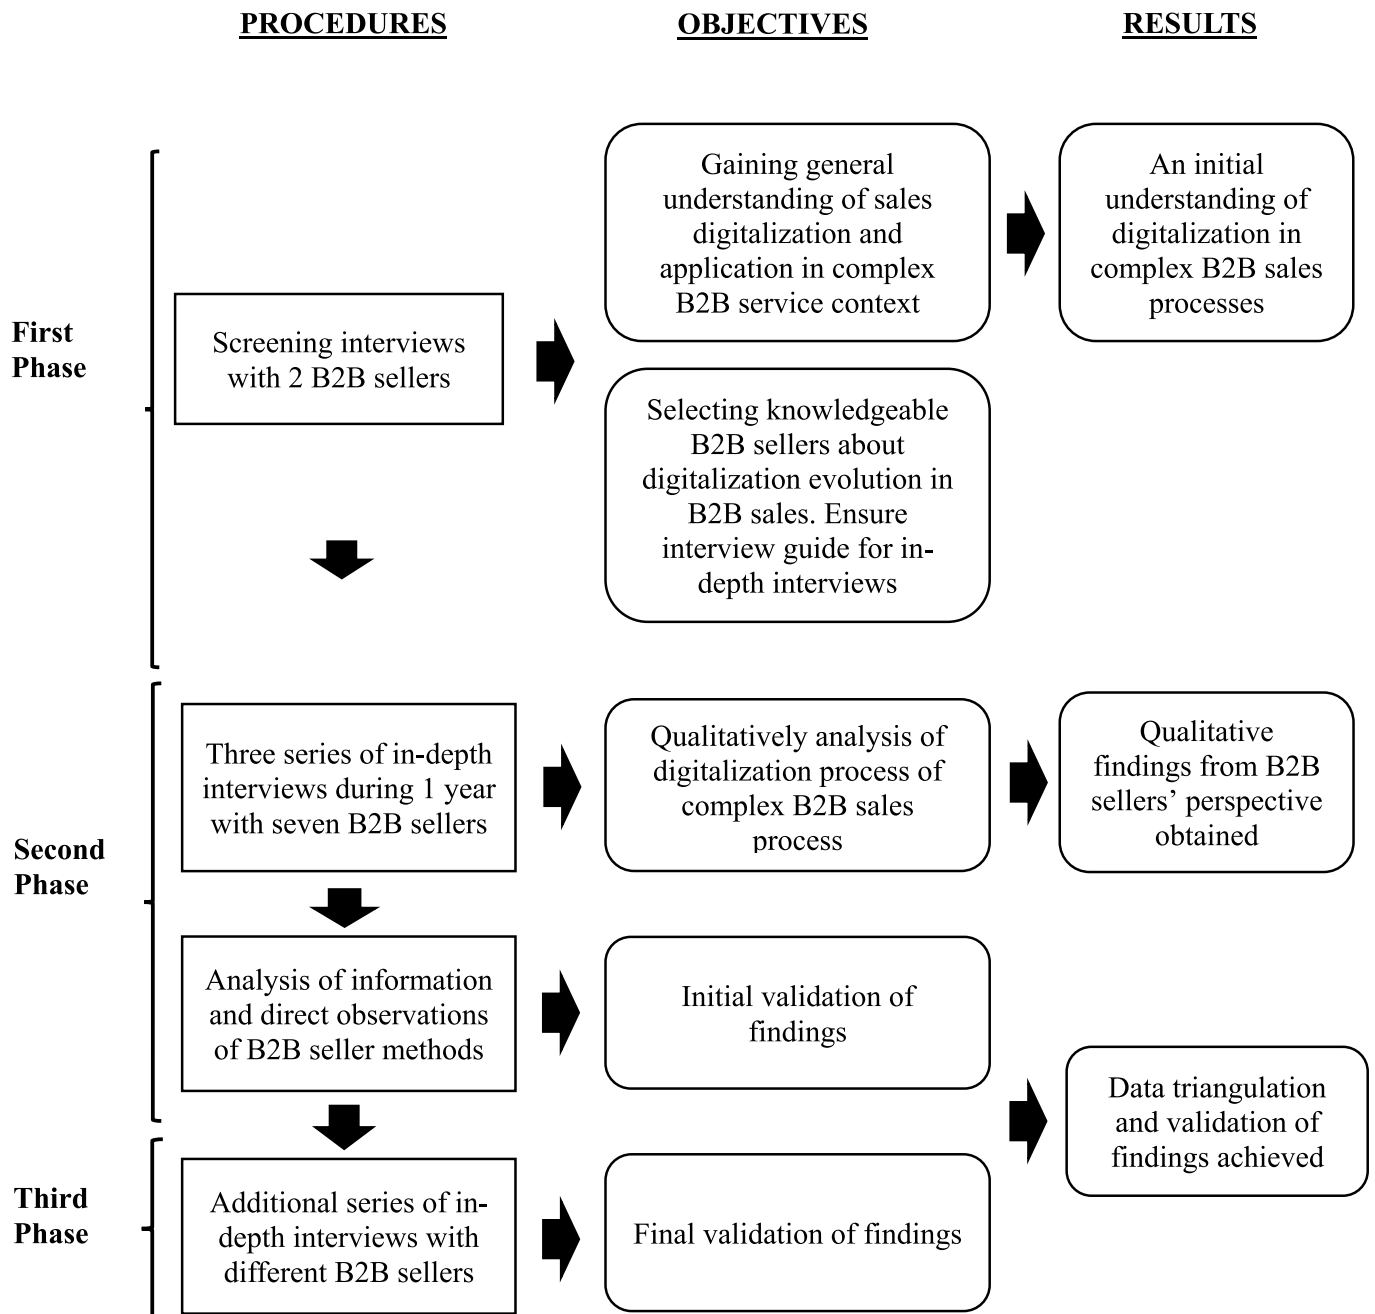 PROCEDURES
OBJECTIVES
RESULTS
First
Phase
Screening interviews
with 2 B2B sellers
Gaining general
understanding of sales
digitalization and
application in complex
B2B service context
An initial
understanding of
digitalization in
complex B2B sales
processes
Selecting knowledgeable
B2B sellers about
digitalization evolution in
B2B sales. Ensure
interview guide for in-
depth interviews
Second
Phase
Three series of in-depth
interviews during 1 year
with seven B2B sellers
Qualitatively analysis of
digitalization process of
complex B2B sales
process
Qualitative
findings from B2B
sellers’ perspective
obtained
Analysis of information
and direct observations
of B2B seller methods
Initial validation of
findings
Data triangulation
and validation of
findings achieved
Third
Phase
Additional series of in-
depth interviews with
different B2B sellers
Final validation of findings